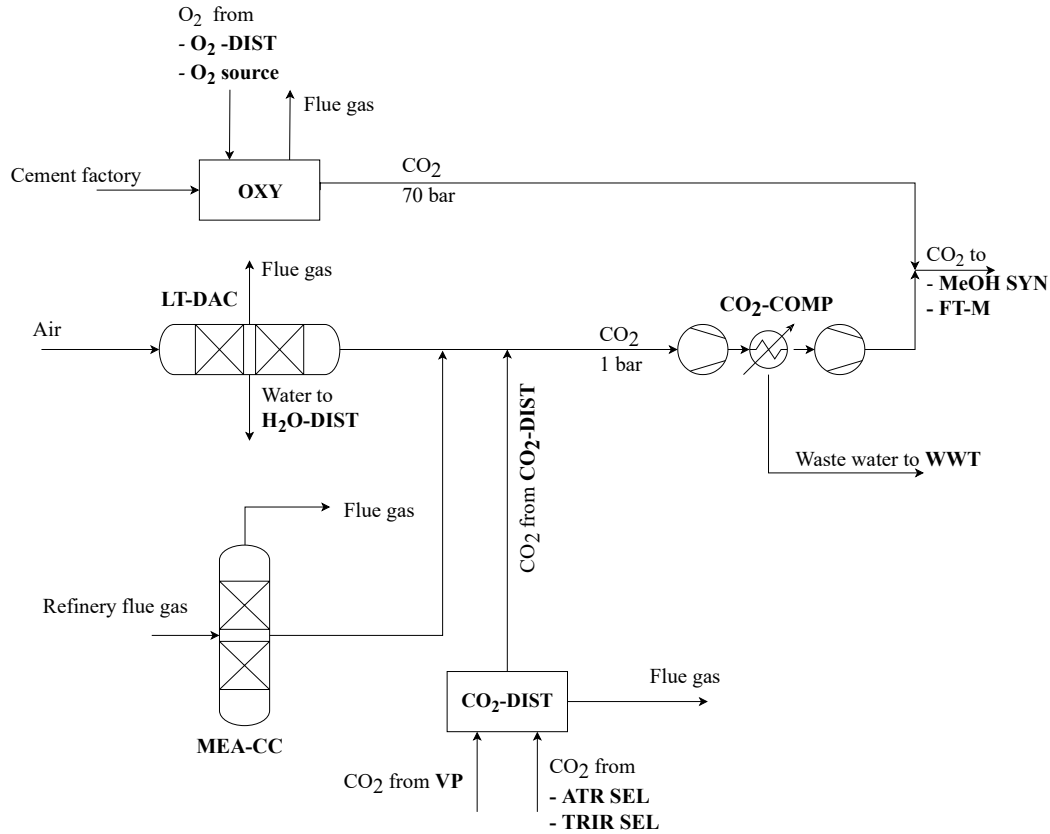 O₂ from
- O₂ -DIST
- O₂ source
Flue gas
Cement factory
OXY
CO₂
70 bar
Flue gas
LT-DAC
Air
Water to
H₂O-DIST
CO₂
1 bar
CO₂-COMP
CO₂ to
- MeOH SYN
- FT-M
Waste water to WWT
CO₂ from CO₂-DIST
Flue gas
Refinery flue gas
MEA-CC
CO₂-DIST
Flue gas
CO₂ from VP
CO₂ from
- ATR SEL
- TRIR SEL